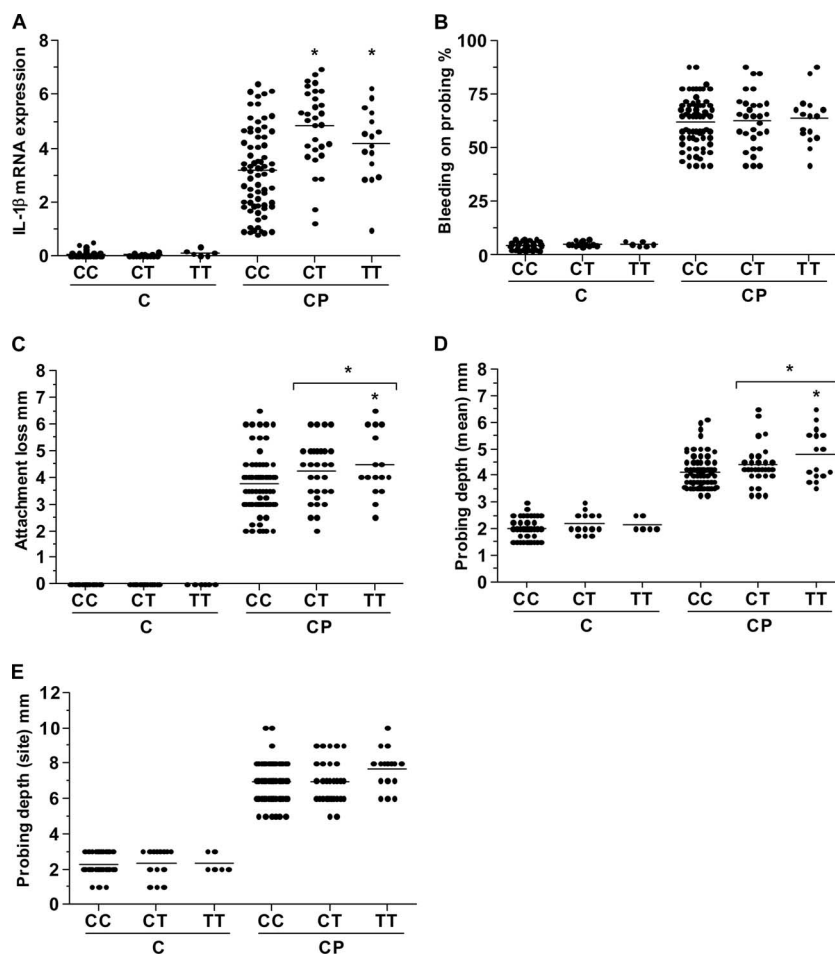 A
IL-1β mRNA expression
8
6
4
2
0
* *
CC CT TT CC CT TT
C CP
B
Bleeding on probing %
100
75
50
25
0
CC CT TT CC CT TT
C CP
C
Attachment loss mm
8
7
6
5
4
3
2
1
0
*
*
CC CT TT CC CT TT
C CP
D
Probing depth (mean) mm
8
7
6
5
4
3
2
1
0
*
*
CC CT TT CC CT TT
C CP
E
Probing depth (site) mm
12
10
8
6
4
2
0
CC CT TT CC CT TT
C CP